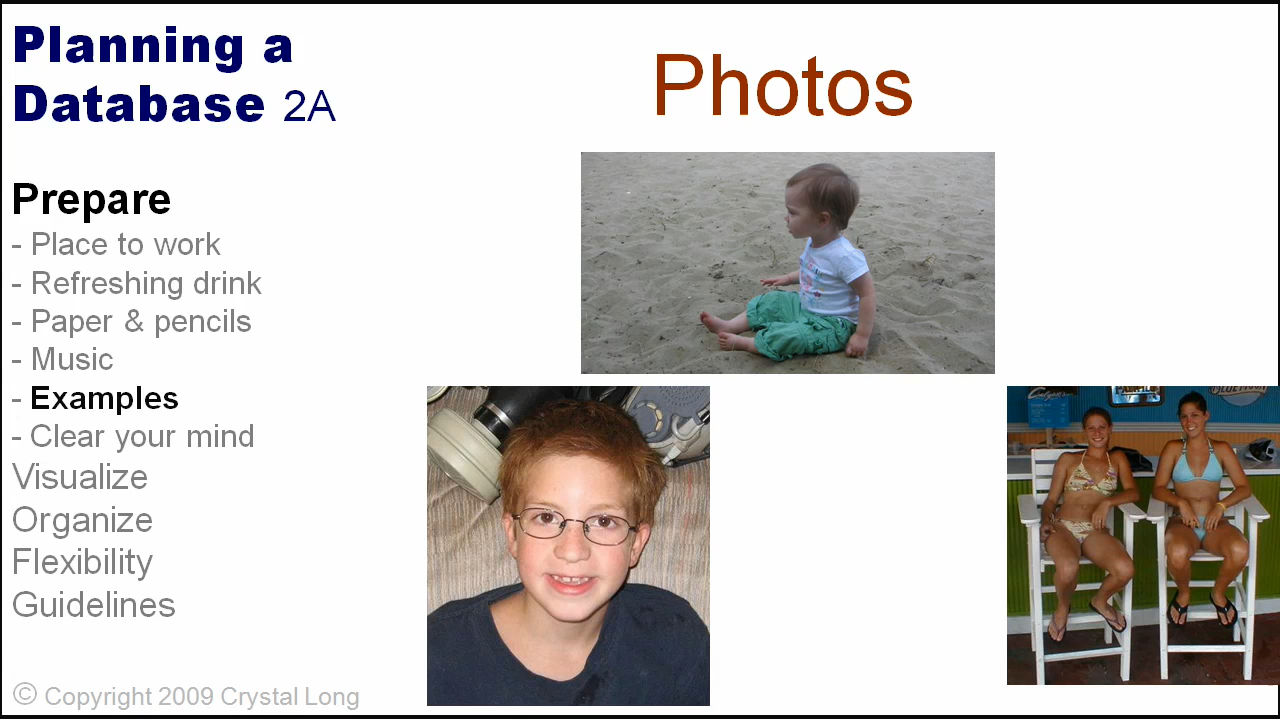 Planning a
Database 2A
Photos
Prepare
- Place to work
- Refreshing drink
- Paper & pencils
- Music
- Examples
- Clear your mind
Visualize
Organize
Flexibility
Guidelines
© Copyright 2009 Crystal Long